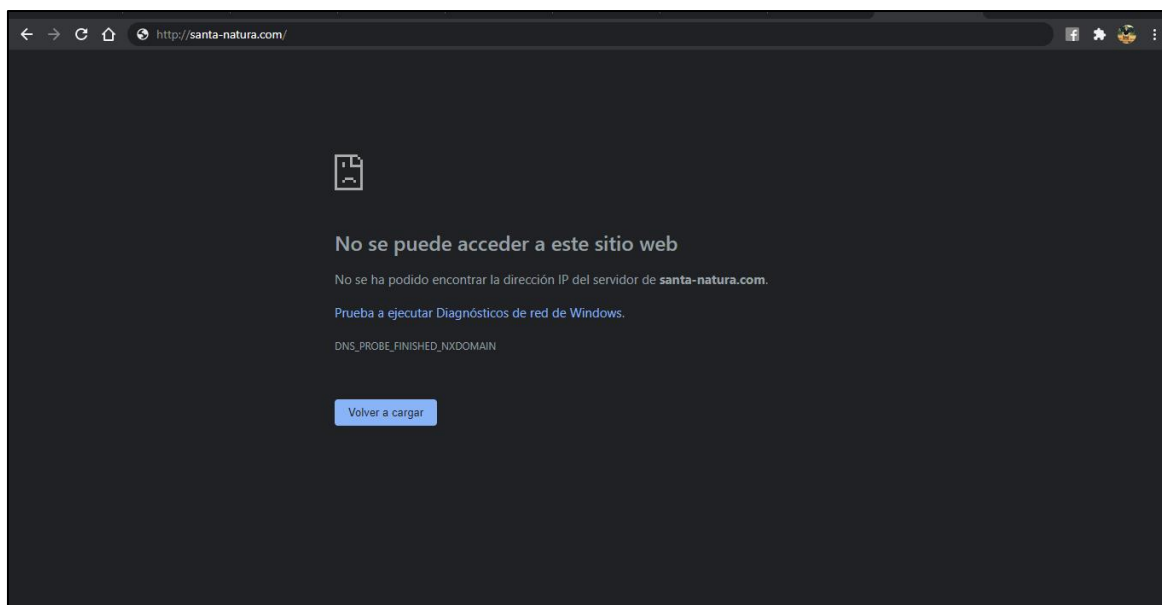 http://santa-natura.com/
No se puede acceder a este sitio web
No se ha podido encontrar la dirección IP del servidor de santa-natura.com.
Prueba a ejecutar Diagnósticos de red de Windows.
DNS_PROBE_FINISHED_NXDOMAIN
Volver a cargar